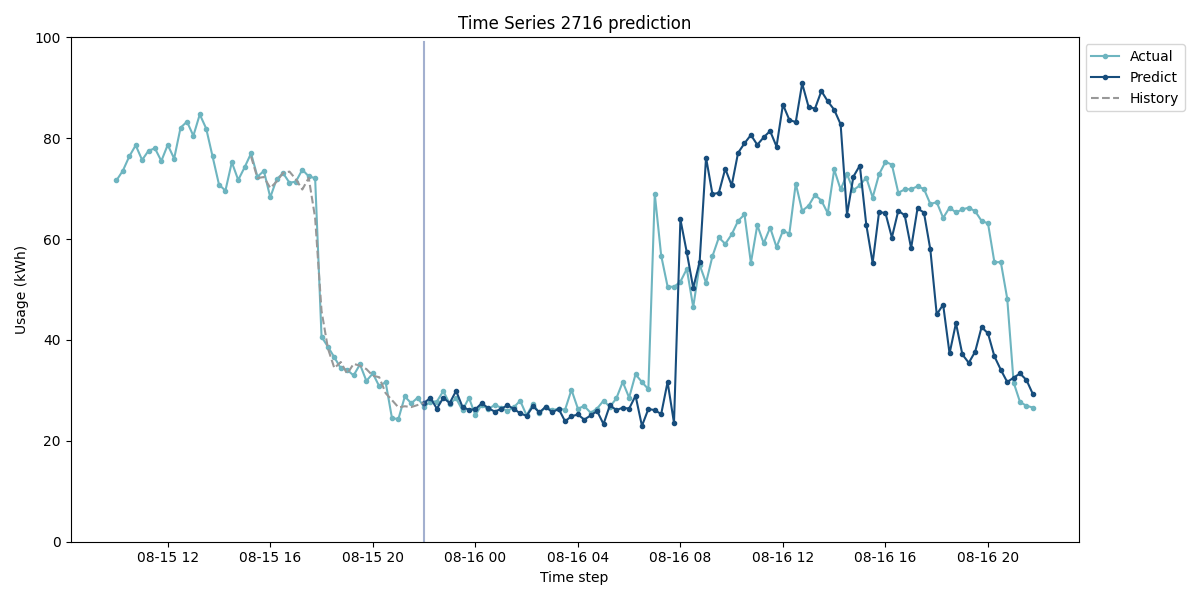 Time Series 2716 prediction
100
80
60
40
20
0
Usage (kWh)
08-15 12
08-15 16
08-15 20
08-16 00
08-16 04
08-16 08
08-16 12
08-16 16
08-16 20
Time step
Actual
Predict
History